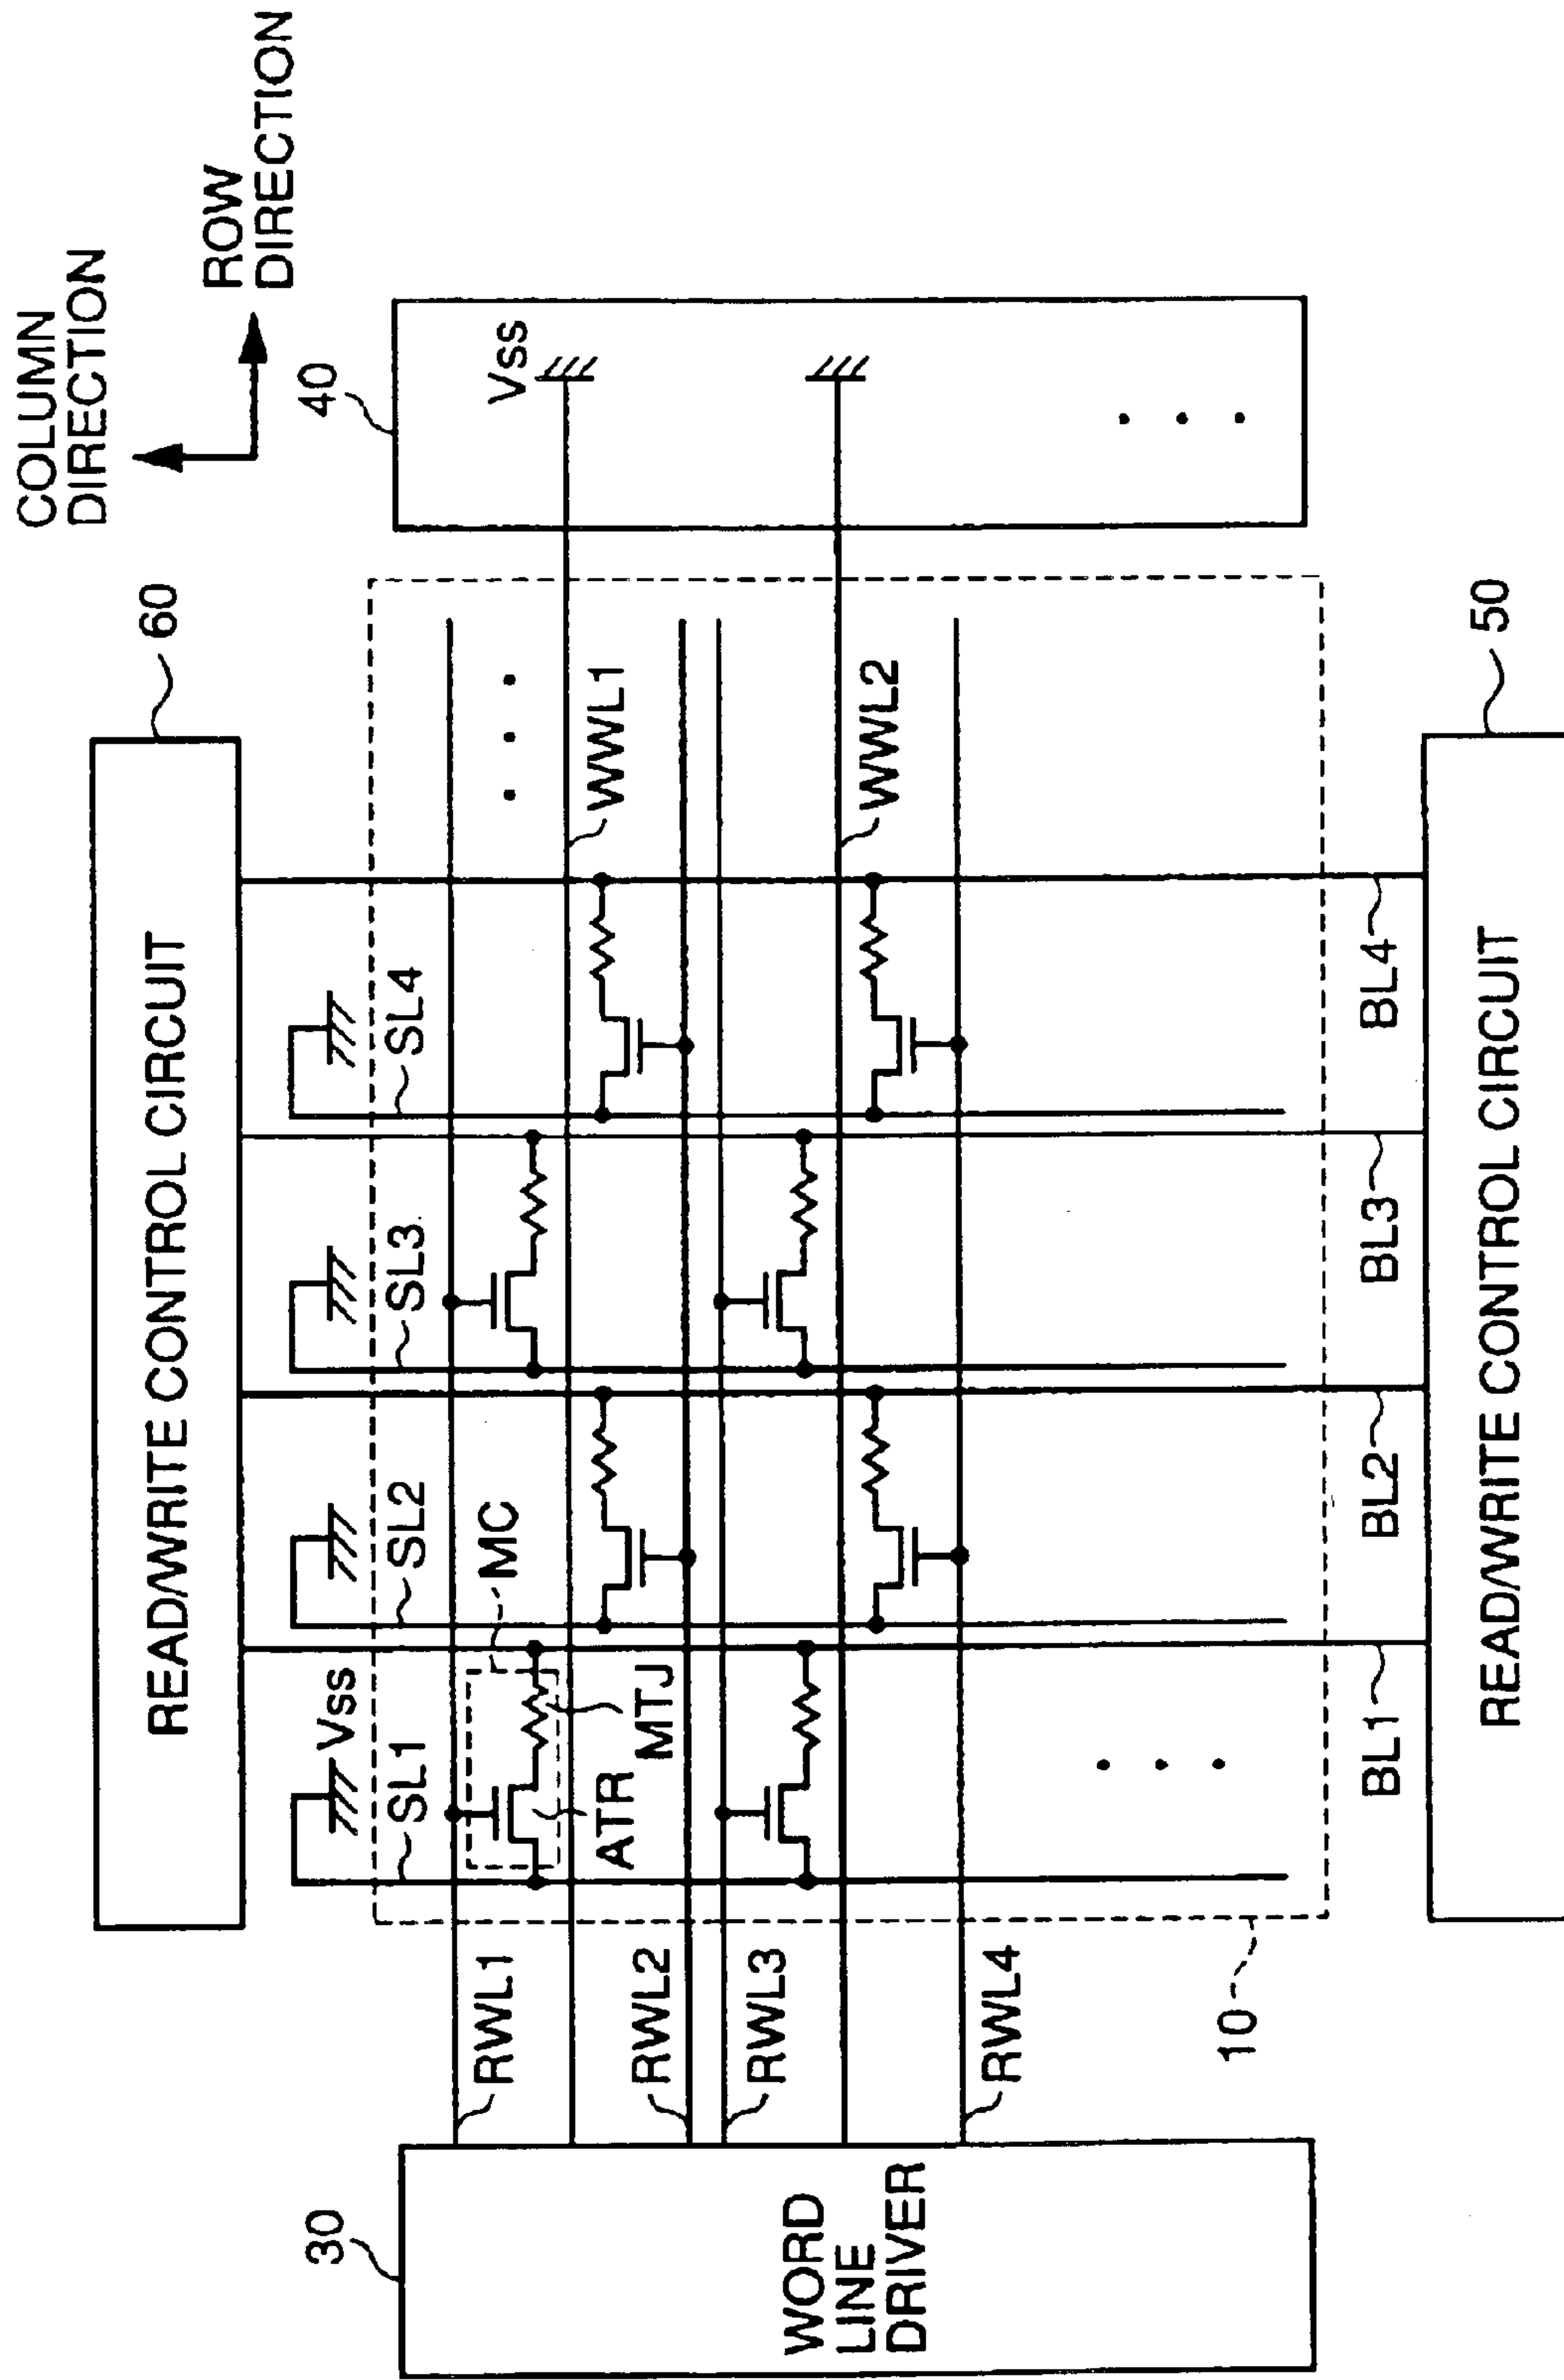 COLUMN
DIRECTION
ROW
DIRECTION
60
READ/WRITE CONTROL CIRCUIT
40
Vss
Vss
SL1
SL2
SL3
SL4
MC
RWL1
MTJ
ATR
WWL1
RWL2
RWL3
WWL2
RWL4
30
WORD
LINE
DRIVER
10
BL1
BL2
BL3
BL4
50
READ/WRITE CONTROL CIRCUIT